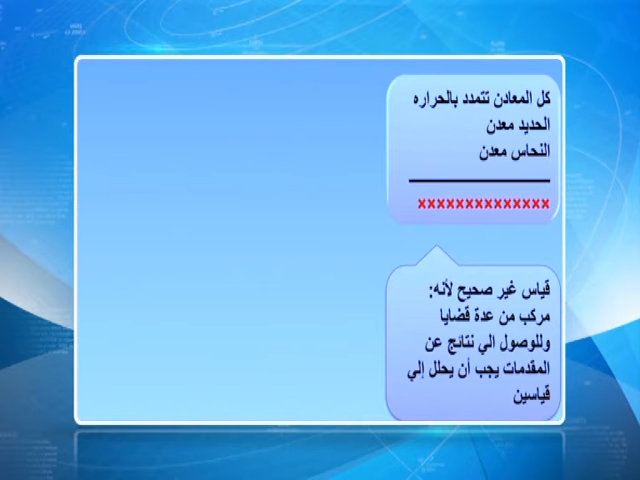 كل المعادن تتمدد بالحراره
الحديد معدن
النحاس معدن
××××××××××××××
قياس غير صحيح لأنه:
مركب من عدة قضايا
وللوصول الي نتائج عن
المقدمات يجب أن يحلل إلي
قياسين